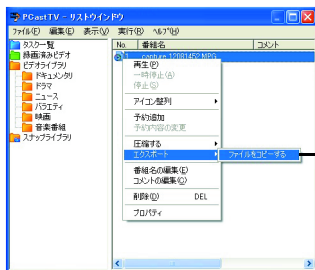 PCastTV - リストウインドウ
ファイル(F) 編集(E) 表示(V) 実行(R) ヘルプ(H)
タスク一覧
録画済みビデオ
ビデオライブラリ
ドキュメンタリ
ドラマ
ニュース
バラエティ
映画
音楽番組
スナップライブラリ
No. 番組名 コメント
1 capture 12081452.MPG
再生(P)
一時停止(A)
停止(S)
アイコン整列
予約追加
予約内容の変更
圧縮する
エクスポート
ファイルをコピーする
番組名の編集(E)
コメントの編集(C)
削除(D) DEL
プロパティ